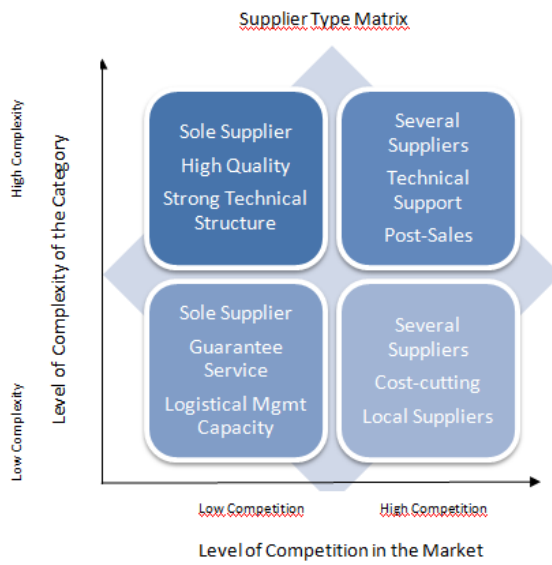 Supplier Type Matrix
High Complexity
Level of Complexity of the Category
Low Complexity
Sole Supplier
High Quality
Strong Technical
Structure
Several
Suppliers
Technical
Support
Post-Sales
Sole Supplier
Guarantee
Service
Logistical Mgmt
Capacity
Several
Suppliers
Cost-cutting
Local Suppliers
Low Competition
High Competition
Level of Competition in the Market